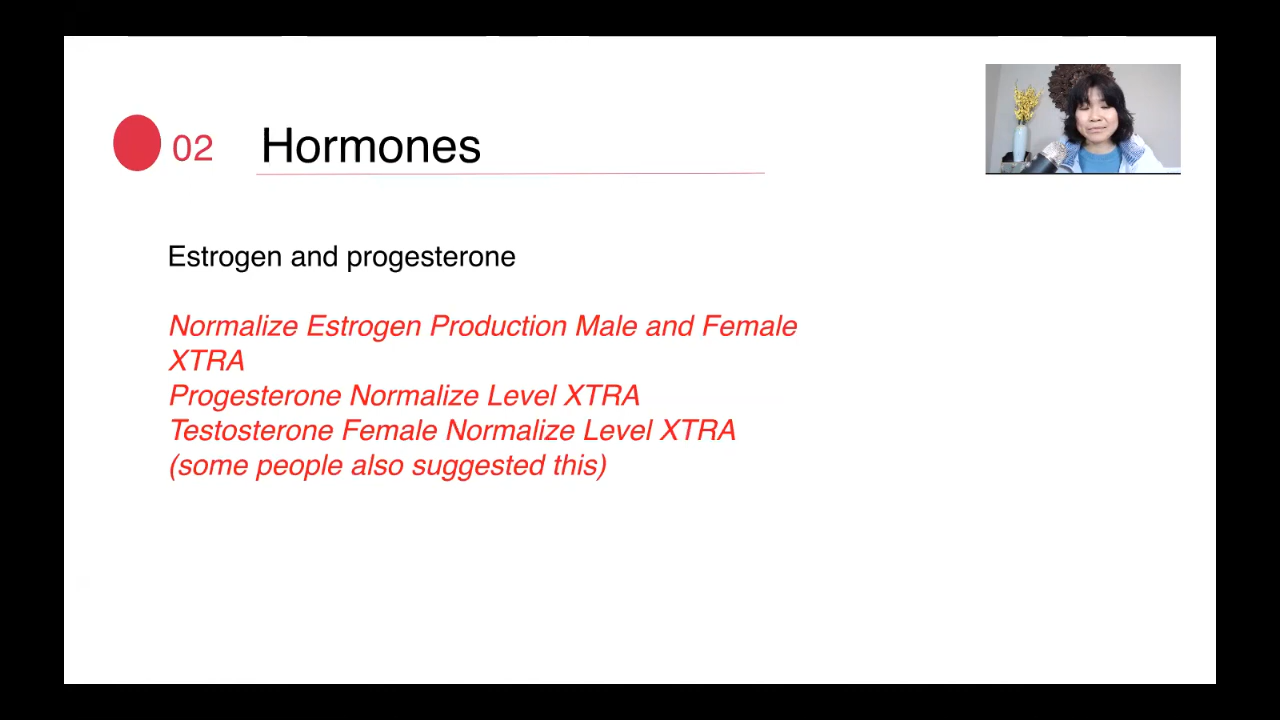 02 Hormones
Estrogen and progesterone
Normalize Estrogen Production Male and Female
XTRA
Progesterone Normalize Level XTRA
Testosterone Female Normalize Level XTRA
(some people also suggested this)